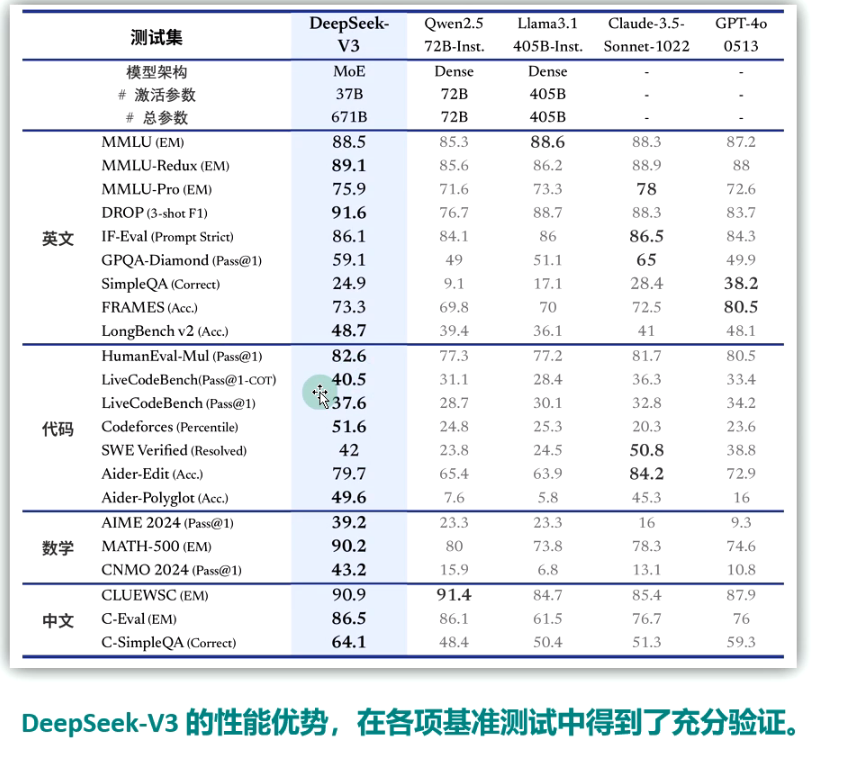 测试集 DeepSeek-V3 Qwen2.5 72B-Inst. Llama3.1 405B-Inst. Claude-3.5-Sonnet-1022 GPT-4o 0513
模型架构 MoE Dense Dense - -
# 激活参数 37B 72B 405B - -
# 总参数 671B 72B 405B - -
英文
MMLU (EM) 88.5 85.3 88.6 88.3 87.2
MMLU-Redux (EM) 89.1 85.6 86.2 88.9 88
MMLU-Pro (EM) 75.9 71.6 73.3 78 72.6
DROP (3-shot F1) 91.6 76.7 88.7 88.3 83.7
IF-Eval (Prompt Strict) 86.1 84.1 86 86.5 84.3
GPQA-Diamond (Pass@1) 59.1 49 51.1 65 49.9
SimpleQA (Correct) 24.9 9.1 17.1 28.4 38.2
FRAMES (Acc.) 73.3 69.8 70 72.5 80.5
LongBench v2 (Acc.) 48.7 39.4 36.1 41 48.1
代码
HumanEval-Mul (Pass@1) 82.6 77.3 77.2 81.7 80.5
LiveCodeBench(Pass@1-COT) 40.5 31.1 28.4 36.3 33.4
LiveCodeBench (Pass@1) 37.6 28.7 30.1 32.8 34.2
Codeforces (Percentile) 51.6 24.8 25.3 20.3 23.6
SWE Verified (Resolved) 42 23.8 24.5 50.8 38.8
Aider-Edit (Acc.) 79.7 65.4 63.9 84.2 72.9
Aider-Polyglot (Acc.) 49.6 7.6 5.8 45.3 16
数学
AIME 2024 (Pass@1) 39.2 23.3 23.3 16 9.3
MATH-500 (EM) 90.2 80 73.8 78.3 74.6
CNMO 2024 (Pass@1) 43.2 15.9 6.8 13.1 10.8
中文
CLUEWSC (EM) 90.9 91.4 84.7 85.4 87.9
C-Eval (EM) 86.5 86.1 61.5 76.7 76
C-SimpleQA (Correct) 64.1 48.4 50.4 51.3 59.3
DeepSeek-V3 的性能优势，在各项基准测试中得到了充分验证。